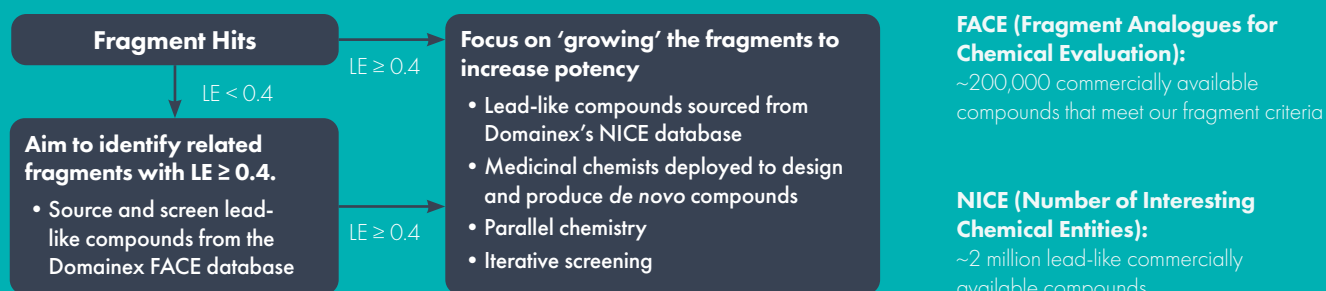 Fragment Hits
LE ≥ 0.4
LE < 0.4
Aim to identify related
fragments with LE ≥ 0.4.
• Source and screen lead-
like compounds from the
Domainex FACE database
LE ≥ 0.4
Focus on ‘growing’ the fragments to
increase potency
• Lead-like compounds sourced from
Domainex’s NICE database
• Medicinal chemists deployed to design
and produce de novo compounds
• Parallel chemistry
• Iterative screening
FACE (Fragment Analogues for
Chemical Evaluation):
~200,000 commercially available
compounds that meet our fragment criteria
NICE (Number of Interesting
Chemical Entities):
~2 million lead-like commercially
available compounds